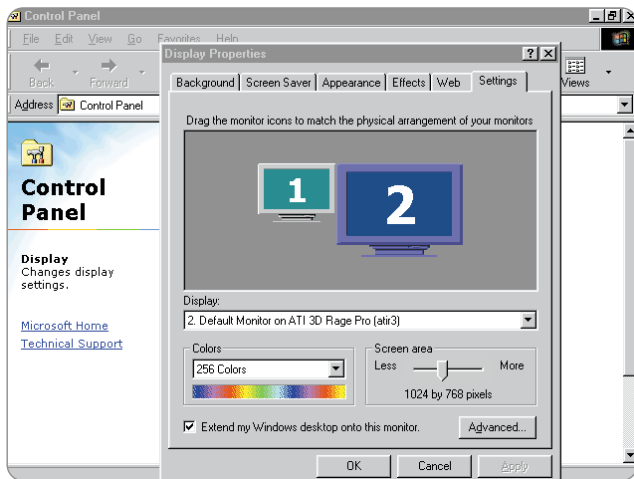 Control Panel
File Edit View Go Favorites Help
Back Forward Views
Address Control Panel
Control
Panel
Display
Changes display
settings.
Microsoft Home
Technical Support
Display Properties
Background Screen Saver Appearance Effects Web Settings
Drag the monitor icons to match the physical arrangement of your monitors
1 2
Display:
2. Default Monitor on ATI 3D Rage Pro (atir3)
Colors Screen area
256 Colors Less More
1024 by 768 pixels
Extend my Windows desktop onto this monitor. Advanced...
OK Cancel Apply